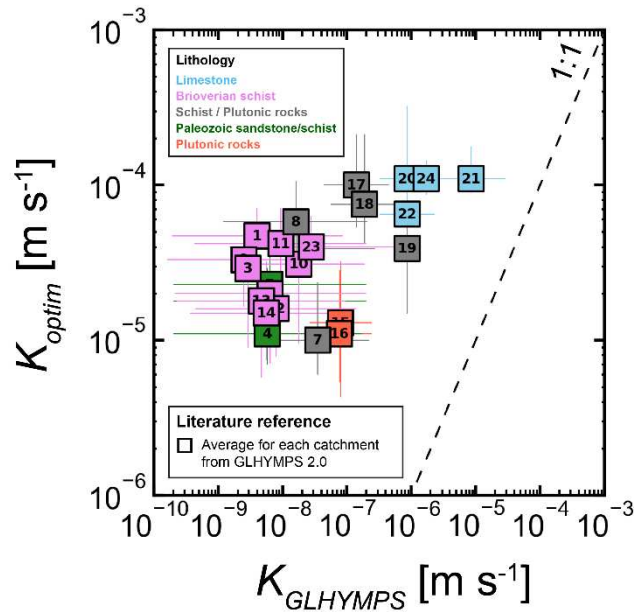 10⁻³
10⁻⁴
10⁻⁵
10⁻⁶
K_optim [m s⁻¹]
1:1
Lithology
Limestone
Brioverian schist
Schist / Plutonic rocks
Paleozoic sandstone/schist
Plutonic rocks
17
18
20
24
21
22
19
8
1
11
23
3
10
14
4
7
15
16
Literature reference
Average for each catchment
from GLHYMPS 2.0
10⁻¹⁰ 10⁻⁹ 10⁻⁸ 10⁻⁷ 10⁻⁶ 10⁻⁵ 10⁻⁴ 10⁻³
K_GLHYMPS [m s⁻¹]